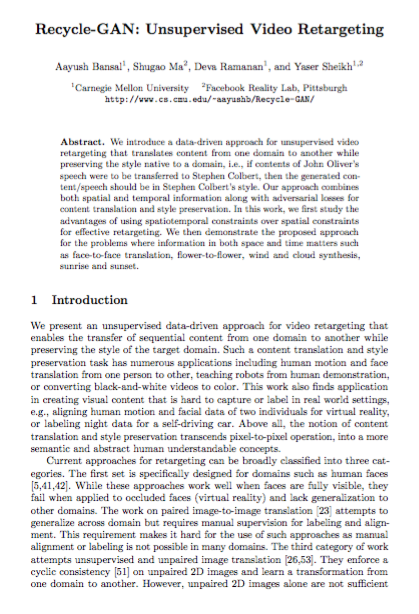 Recycle-GAN: Unsupervised Video Retargeting
Aayush Bansal1, Shugao Ma2, Deva Ramanan1, and Yaser Sheikh1,2
1Carnegie Mellon University 2Facebook Reality Lab, Pittsburgh
http://www.cs.cmu.edu/~aayushb/Recycle-GAN/
Abstract. We introduce a data-driven approach for unsupervised video
retargeting that translates content from one domain to another while
preserving the style native to a domain, i.e., if contents of John Oliver's
speech were to be transferred to Stephen Colbert, then the generated con-
tent/speech should be in Stephen Colbert's style. Our approach combines
both spatial and temporal information along with adversarial losses for
content translation and style preservation. In this work, we first study the
advantages of using spatiotemporal constraints over spatial constraints
for effective retargeting. We then demonstrate the proposed approach
for the problems where information in both space and time matters such
as face-to-face translation, flower-to-flower, wind and cloud synthesis,
sunrise and sunset.
1 Introduction
We present an unsupervised data-driven approach for video retargeting that
enables the transfer of sequential content from one domain to another while
preserving the style of the target domain. Such a content translation and style
preservation task has numerous applications including human motion and face
translation from one person to other, teaching robots from human demonstration,
or converting black-and-white videos to color. This work also finds application
in creating visual content that is hard to capture or label in real world settings,
e.g., aligning human motion and facial data of two individuals for virtual reality,
or labeling night data for a self-driving car. Above all, the notion of content
translation and style preservation transcends pixel-to-pixel operation, into a more
semantic and abstract human understandable concepts.
Current approaches for retargeting can be broadly classified into three cat-
egories. The first set is specifically designed for domains such as human faces
[5,41,42]. While these approaches work well when faces are fully visible, they
fail when applied to occluded faces (virtual reality) and lack generalization to
other domains. The work on paired image-to-image translation [23] attempts to
generalize across domain but requires manual supervision for labeling and align-
ment. This requirement makes it hard for the use of such approaches as manual
alignment or labeling is not possible in many domains. The third category of work
attempts unsupervised and unpaired image translation [26,53]. They enforce a
cyclic consistency [51] on unpaired 2D images and learn a transformation from
one domain to another. However, unpaired 2D images alone are not sufficient